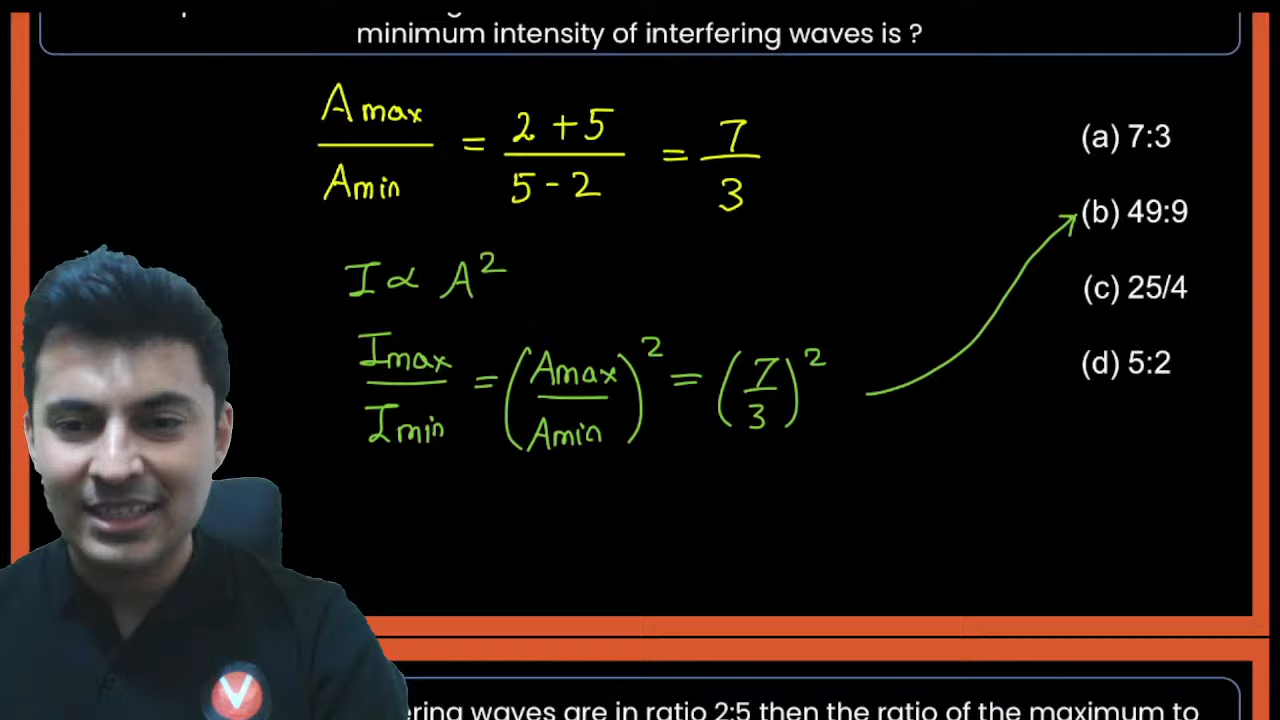 minimum intensity of interfering waves is ?
Amax / Amin = 2+5 / 5-2 = 7 / 3
I ∝ A²
Imax / Imin = (Amax / Amin)² = (7 / 3)²
(a) 7:3
(b) 49:9
(c) 25/4
(d) 5:2
V
waves are in ratio 2:5 then the ratio of the maximum to